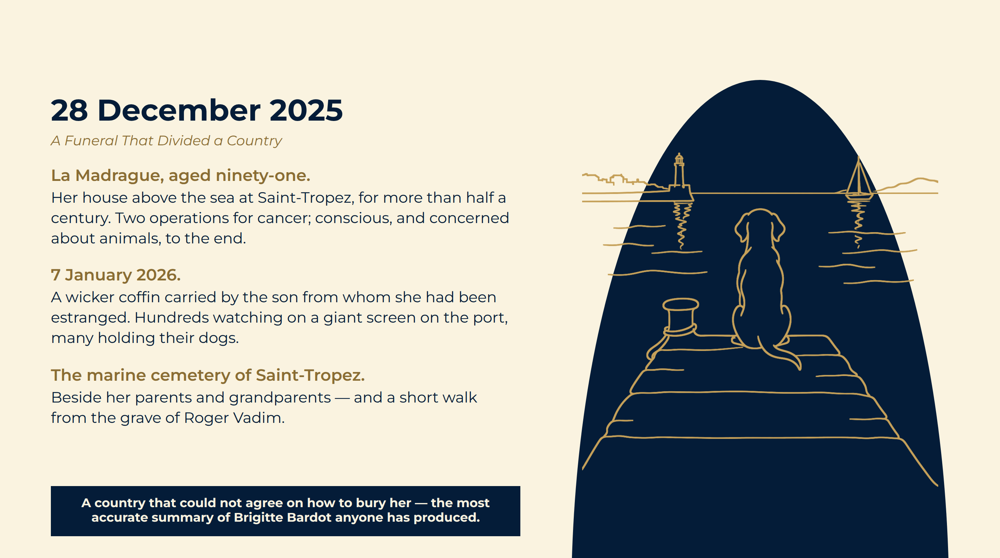 28 December 2025
A Funeral That Divided a Country
La Madrague, aged ninety-one.
Her house above the sea at Saint-Tropez, for more than half a
century. Two operations for cancer; conscious, and concerned
about animals, to the end.
7 January 2026.
A wicker coffin carried by the son from whom she had been
estranged. Hundreds watching on a giant screen on the port,
many holding their dogs.
The marine cemetery of Saint-Tropez.
Beside her parents and grandparents — and a short walk
from the grave of Roger Vadim.
A country that could not agree on how to bury her — the most
accurate summary of Brigitte Bardot anyone has produced.